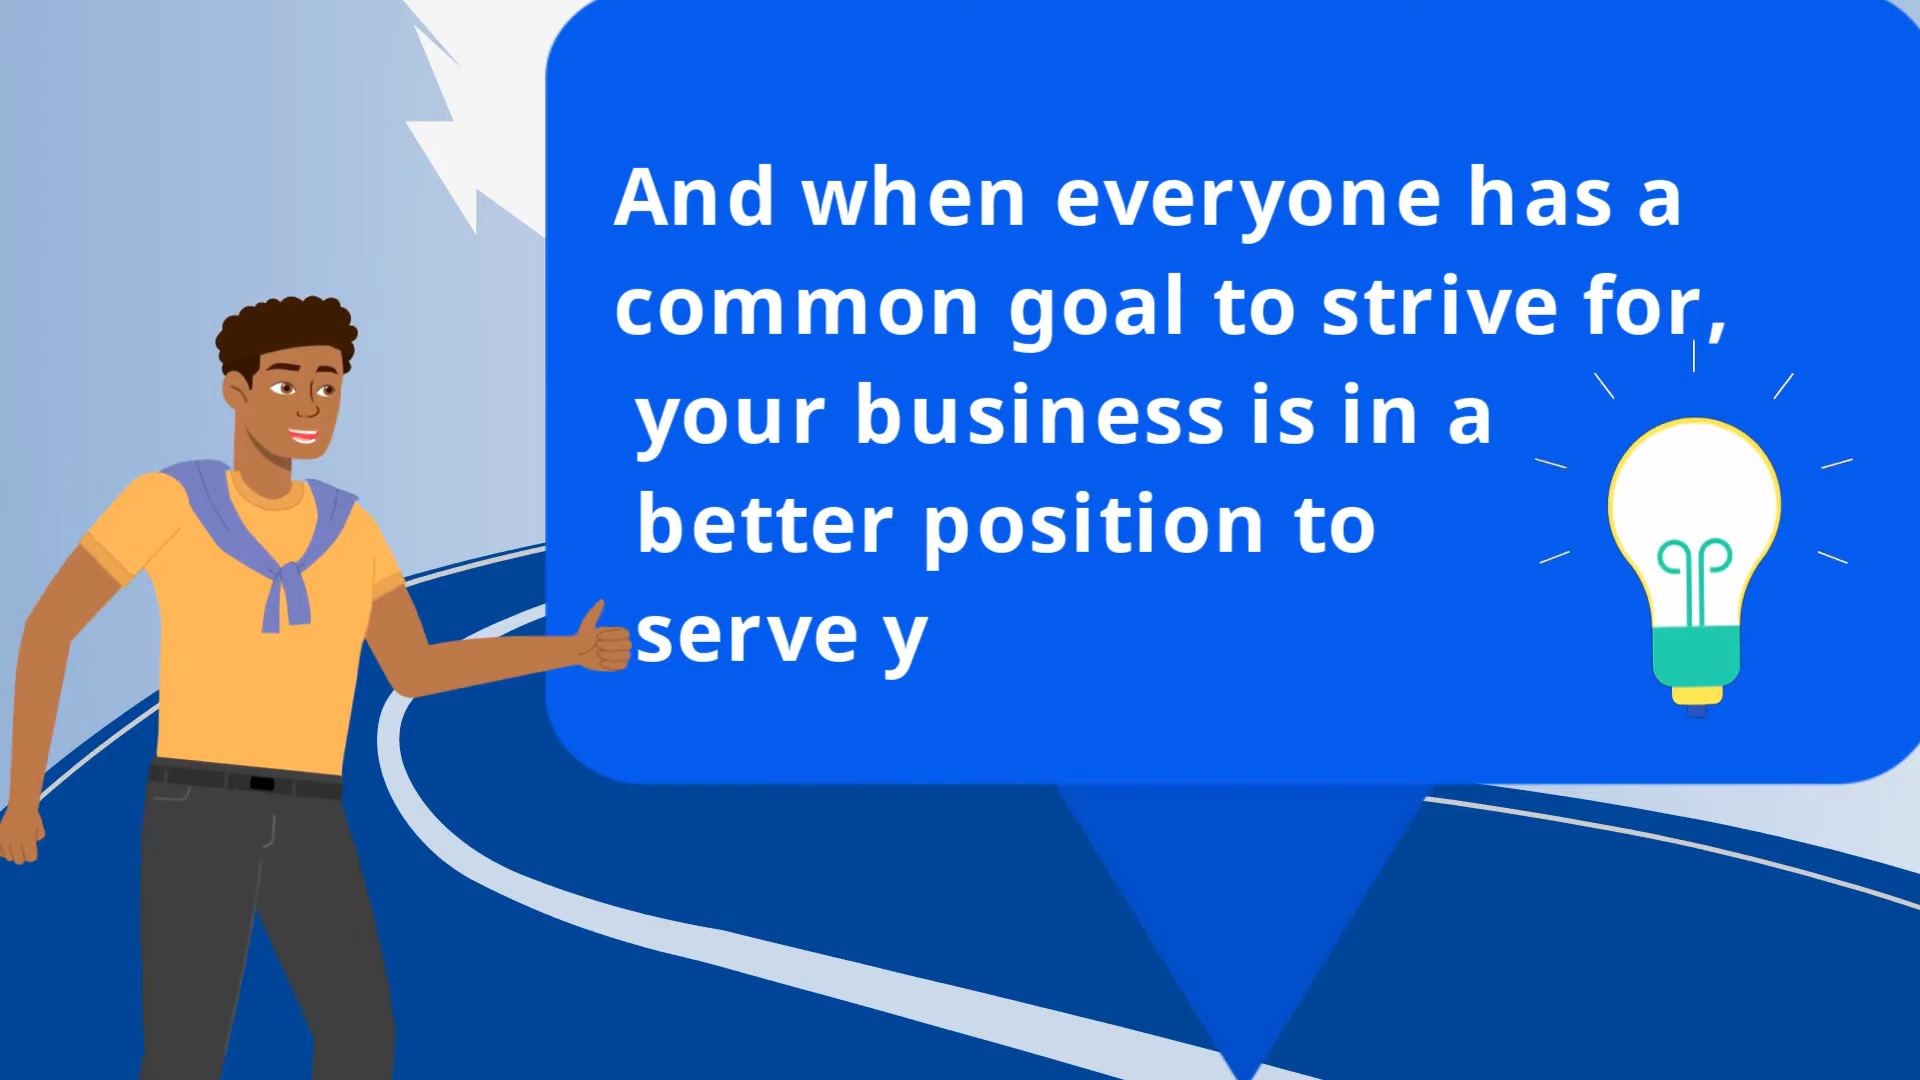 And when everyone has a
common goal to strive for,
your business is in a
better position to
serve y